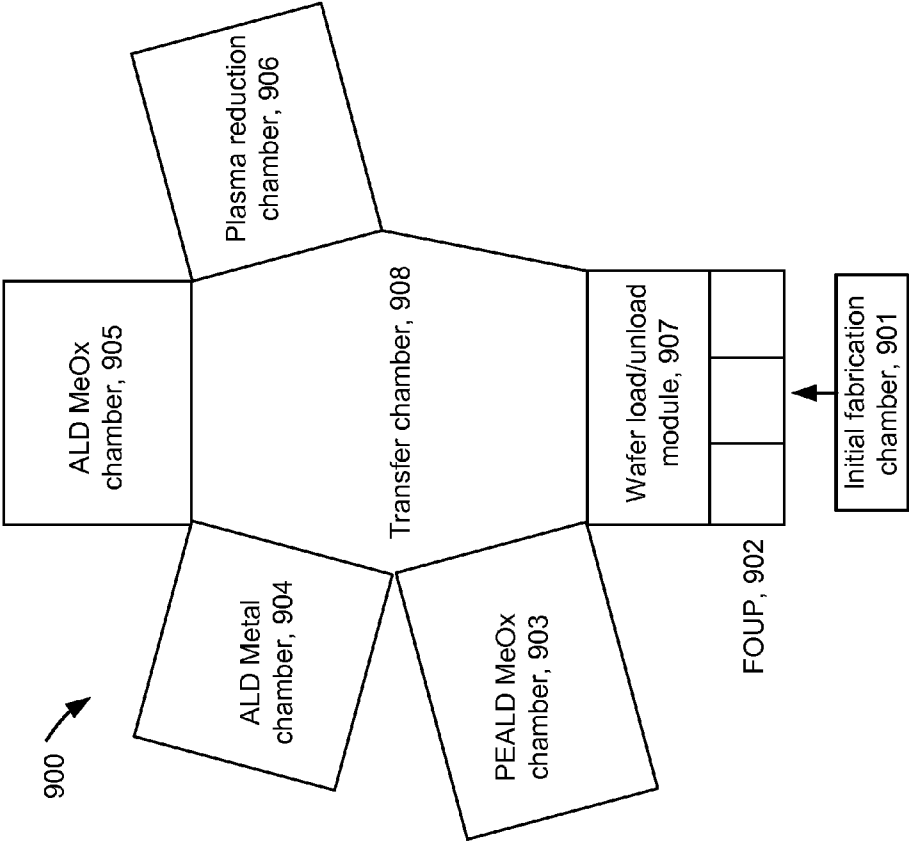 900
ALD Metal
chamber, 904
ALD MeOx
chamber, 905
Plasma reduction
chamber, 906
PEALD MeOx
chamber, 903
Transfer chamber, 908
Wafer load/unload
module, 907
FOUP, 902
Initial fabrication
chamber, 901